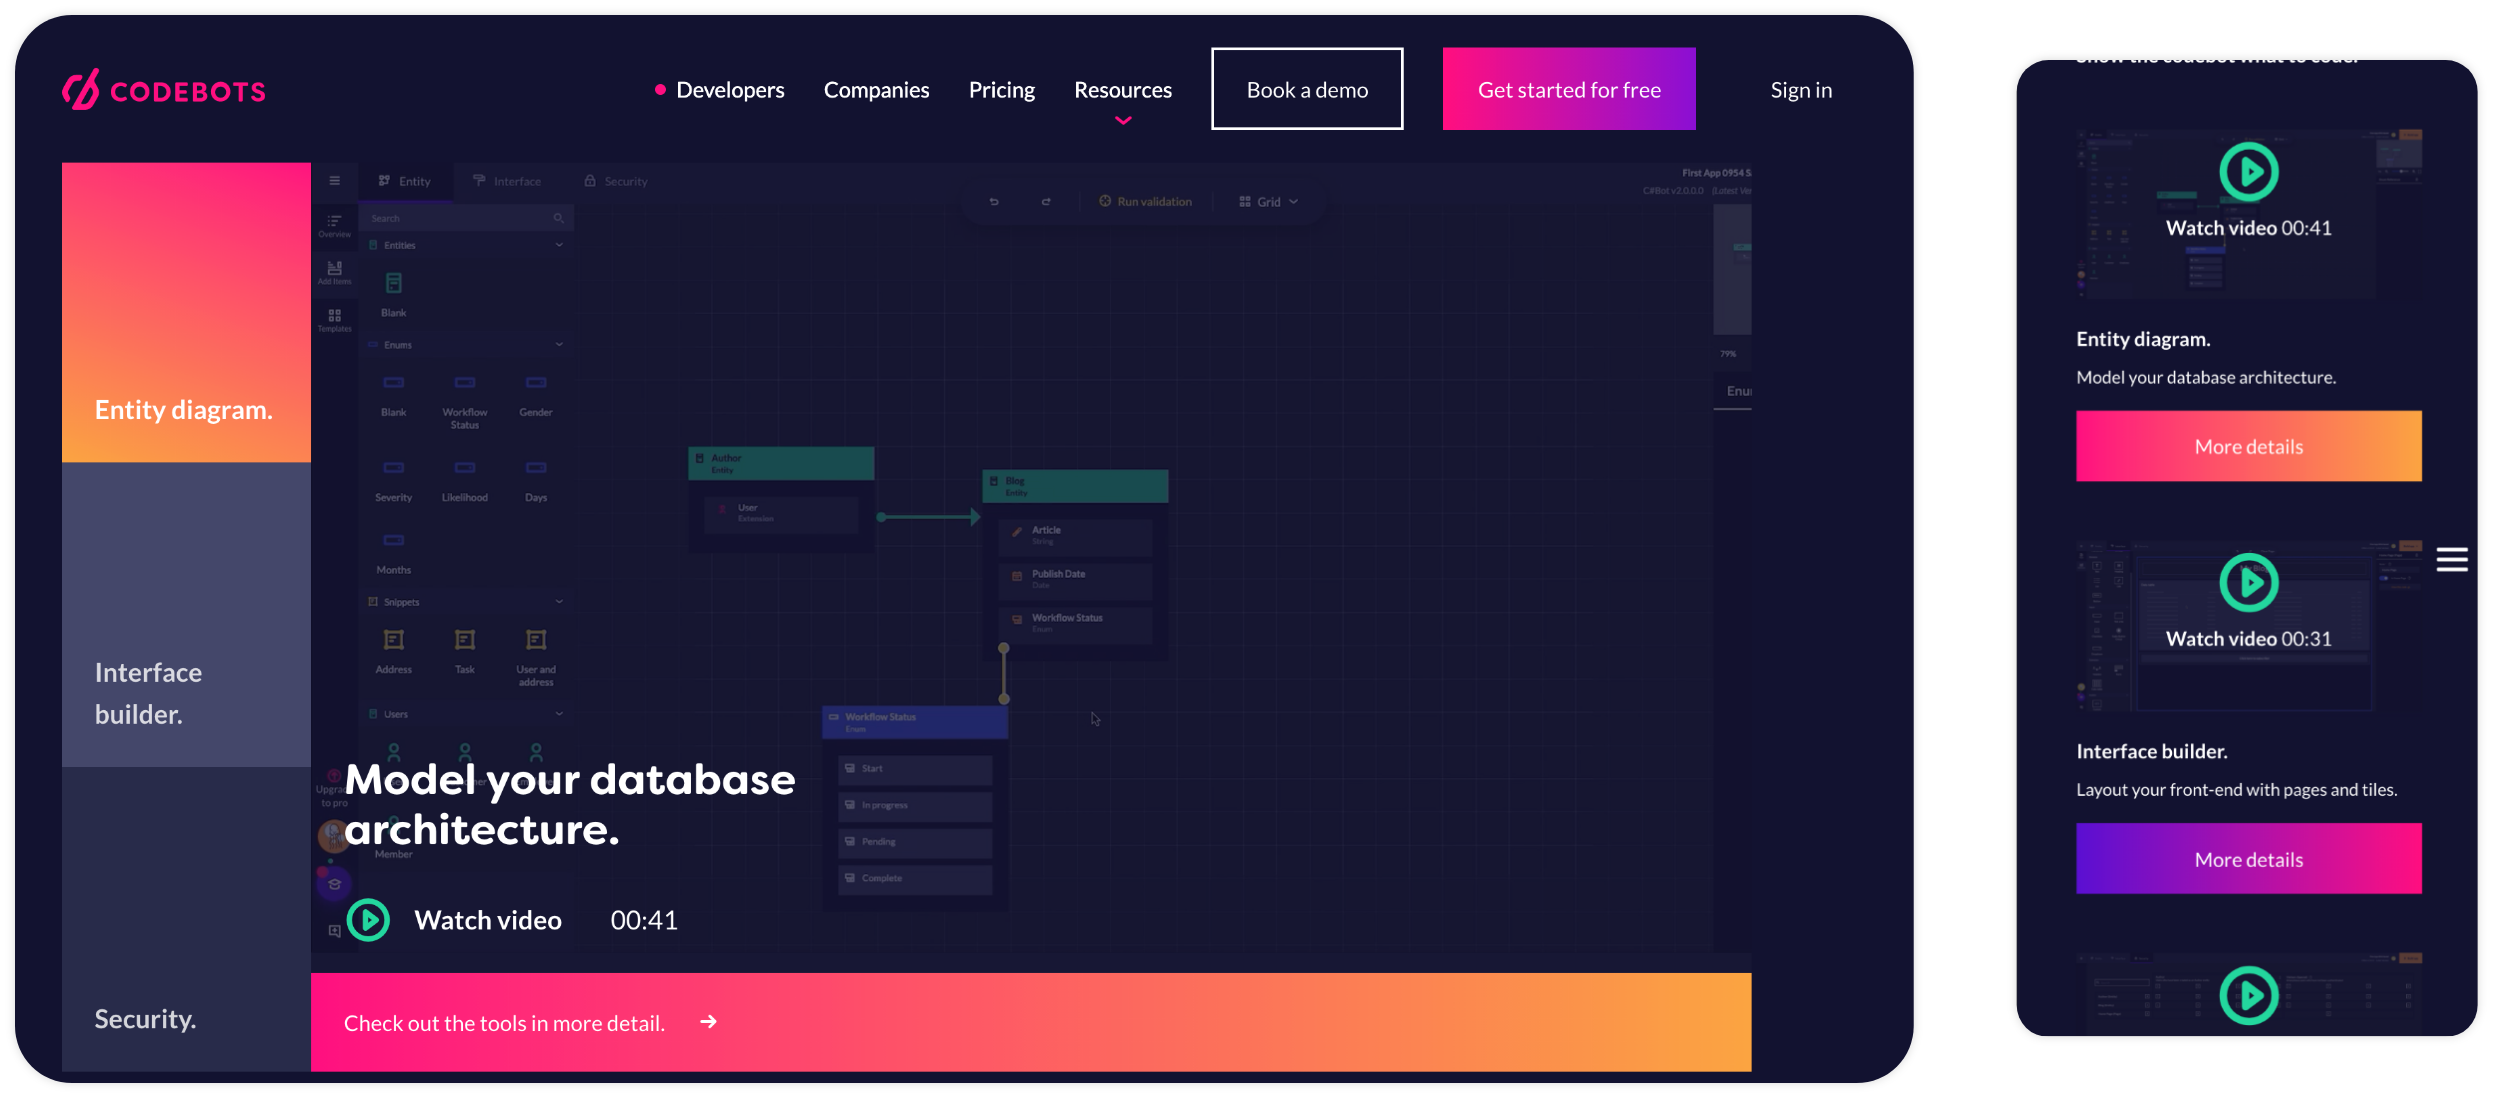 CODEBOTS
Developers
Companies
Pricing
Resources
Book a demo
Get started for free
Sign in
Entity diagram.
Interface
builder.
Security.
Entity
Interface
Security
Run validation
Grid
First App 0954
C#Bot v2.0.0.0
Search
Overview
Add Items
Templates
Entities
Blank
Enums
Blank
Workflow
Status
Gender
Severity
Likelihood
Days
Months
Snippets
Address
Task
User and
address
Users
Member
to pro
79%
Author
Entity
User
Extension
Blog
Entity
Article
String
Publish Date
Date
Workflow Status
Enum
Workflow Status
Enum
Start
In progress
Pending
Complete
Model your database
architecture.
Watch video 00:41
Check out the tools in more detail.
Show the codebot what to code.
Watch video 00:41
Entity diagram.
Model your database architecture.
More details
Watch video 00:31
Interface builder.
Layout your front-end with pages and tiles.
More details